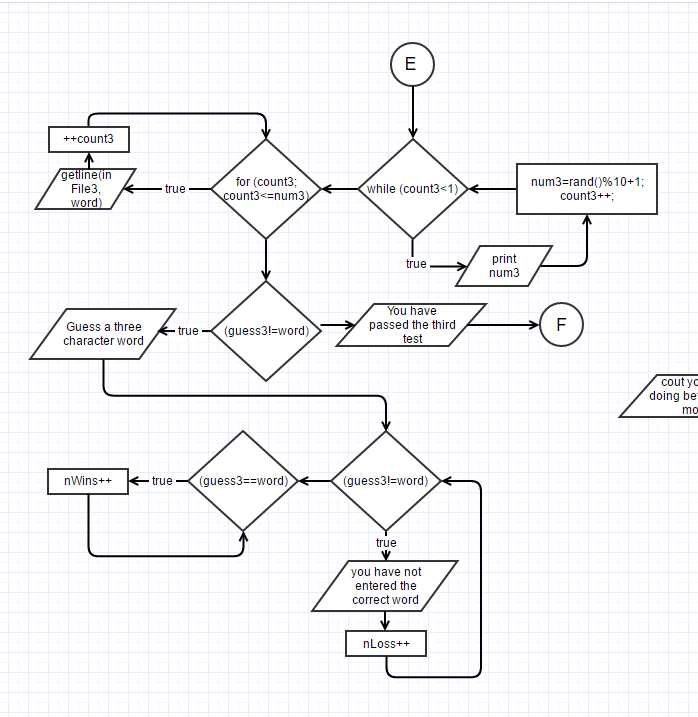 E
++count3
getline(in
File3,
word)
true
for (count3;
count3<=num3)
while (count3<1)
num3=rand()%10+1;
count3++;
true
print
num3
Guess a three
character word
true
(guess3!=word)
You have
passed the third
test
F
cout yo
doing be
mo
nWins++
true
(guess3==word)
(guess3!=word)
true
you have not
entered the
correct word
nLoss++